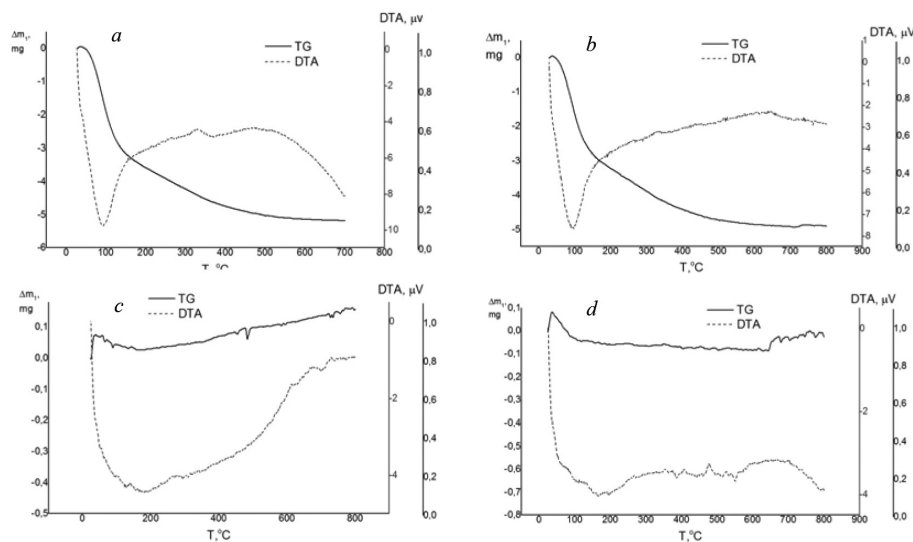 Δm₁,
mg
a
TG
DTA
DTA, μv
0
-1
-2
-3
-4
-5
-6
0
-2
-4
-6
-8
-10
1,0
0,8
0,6
0,4
0,2
0,0
0 100 200 300 400 500 600 700 800
T,°C
Δm₁,
mg
b
TG
DTA
DTA, μv
0
-1
-2
-3
-4
-5
1
0
-1
-2
-3
-4
-5
-6
-7
-8
1,0
0,8
0,6
0,4
0,2
0,0
0 100 200 300 400 500 600 700 800 900
T,°C
Δm₁,
mg
c
TG
DTA
DTA, μV
0,1
0,0
-0,1
-0,2
-0,3
-0,4
-0,5
0
-2
-4
1,0
0,8
0,6
0,4
0,2
0,0
0 200 400 600 800
T,°C
Δm₁,
mg
d
TG
DTA
DTA, μV
0,1
0,0
-0,1
-0,2
-0,3
-0,4
-0,5
-0,6
-0,7
-0,8
0
-2
-4
1,0
0,8
0,6
0,4
0,2
0,0
0 100 200 300 400 500 600 700 800 900
T,°C